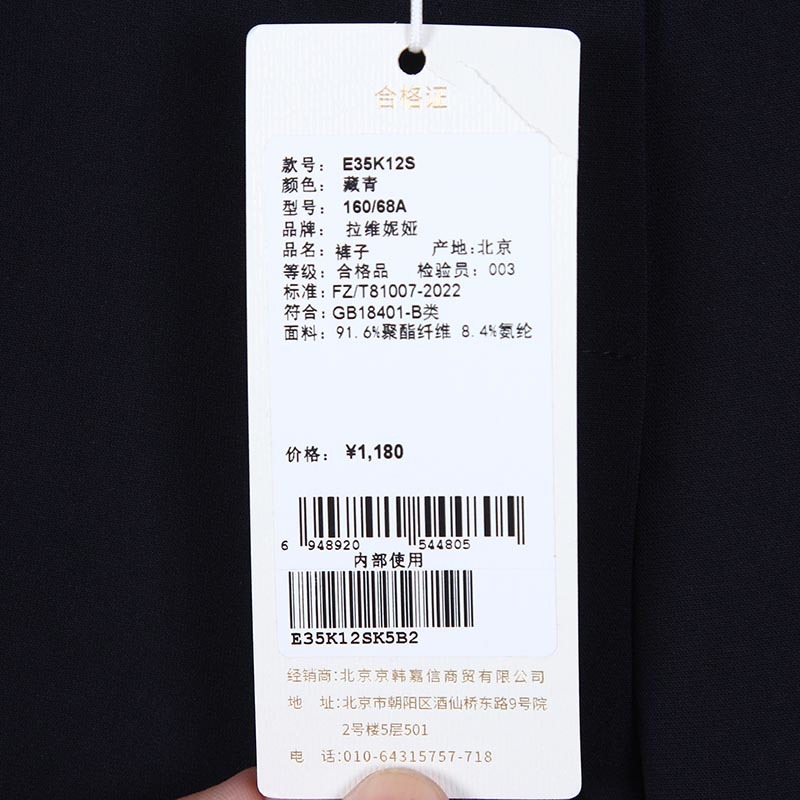 合格证
款号: E35K12S
颜色: 藏青
型号: 160/68A
品牌: 拉维妮娅
品名: 裤子 产地:北京
等级: 合格品 检验员: 003
标准: FZ/T81007-2022
符合: GB18401-B类
面料: 91.6%聚酯纤维 8.4%氨纶
价格: ¥1,180
6 948920 544805
内部使用
E35K12SK5B2
经销商:北京京韩嘉信商贸有限公司
地 址:北京市朝阳区酒仙桥东路9号院
2号楼5层501
电 话:010-64315757-718